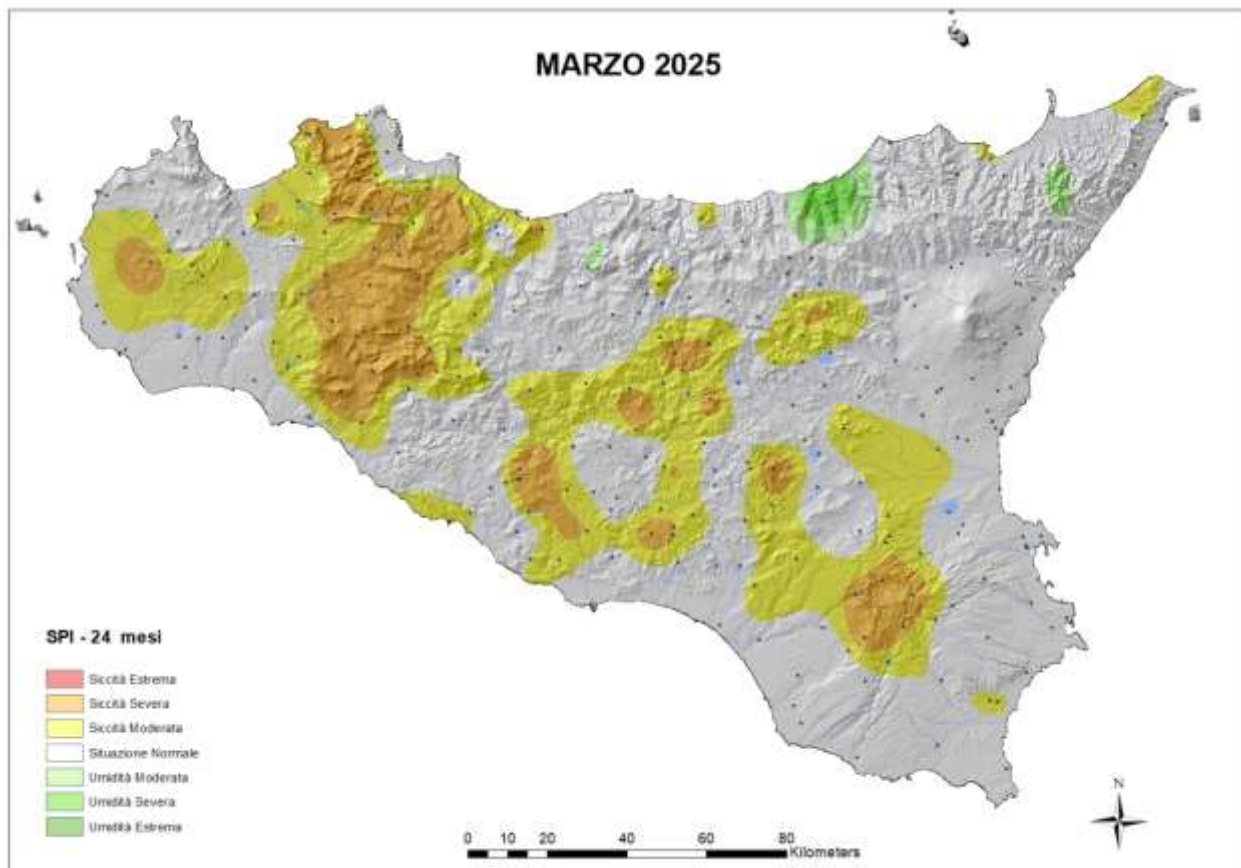 MARZO 2025
SPI - 24 mesi
Siccità Estrema
Siccità Severa
Siccità Moderata
Situazione Normale
Umidità Moderata
Umidità Severa
Umidità Estrema
N
0 10 20 40 60 80
Kilometers